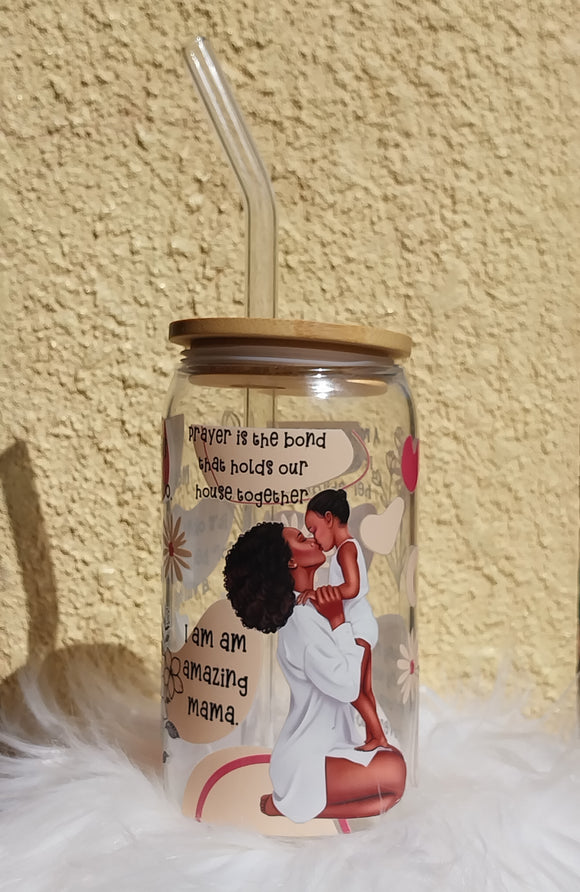 prayer is the bond
that holds our
house together
I am am
amazing
mama.